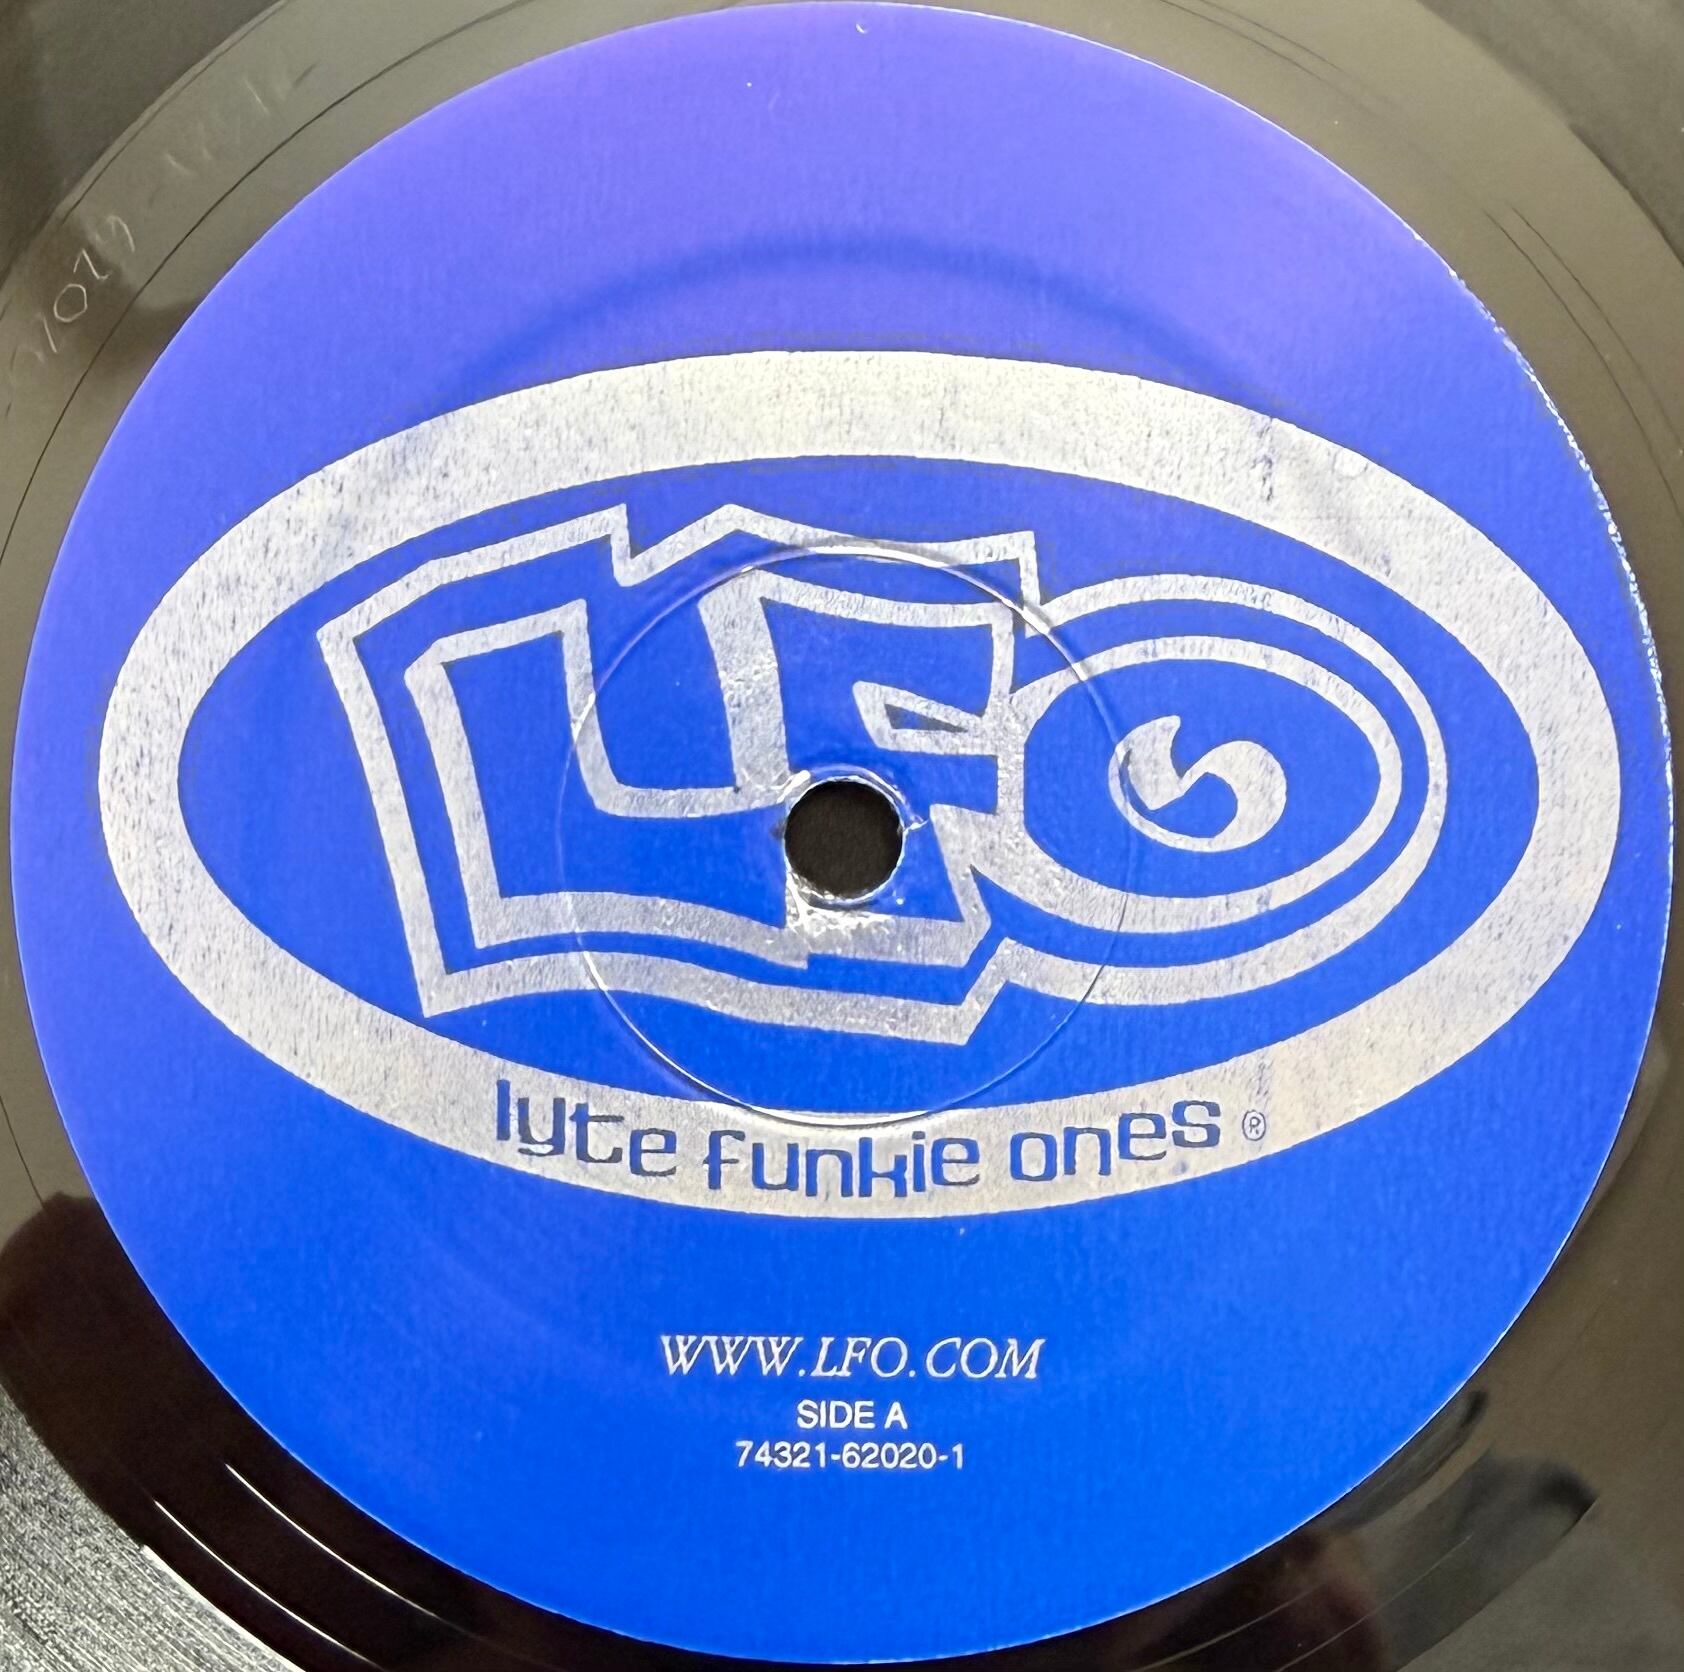 LFO
lyte funkie ones ®
WWW.LFO.COM
SIDE A
74321-62020-1